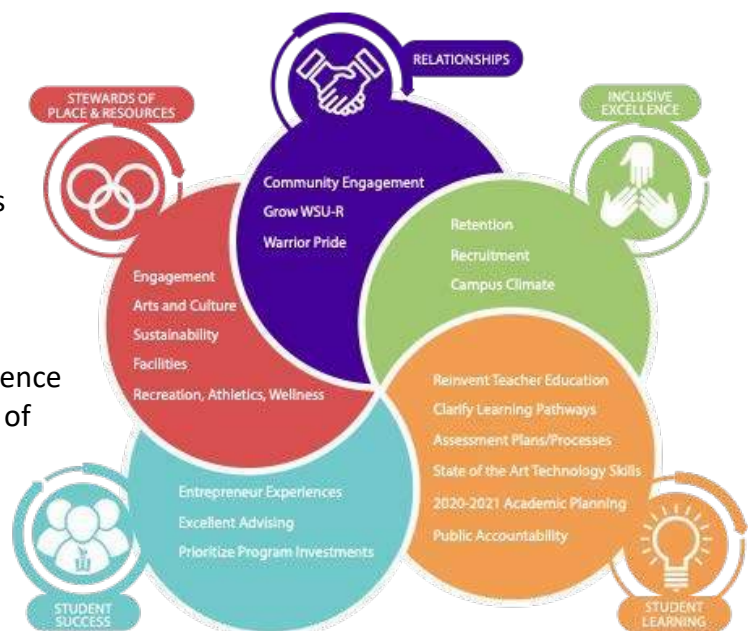 s
ence
of
RELATIONSHIPS
Community Engagement
Grow WSU-R
Warrior Pride
INCLUSIVE
EXCELLENCE
Retention
Recruitment
Campus Climate
STEWARDS OF
PLACE & RESOURCES
Engagement
Arts and Culture
Sustainability
Facilities
Recreation, Athletics, Wellness
Reinvent Teacher Education
Clarify Learning Pathways
Assessment Plans/Processes
State of the Art Technology Skills
2020-2021 Academic Planning
Public Accountability
STUDENT
LEARNING
Entrepreneur Experiences
Excellent Advising
Prioritize Program Investments
STUDENT
SUCCESS